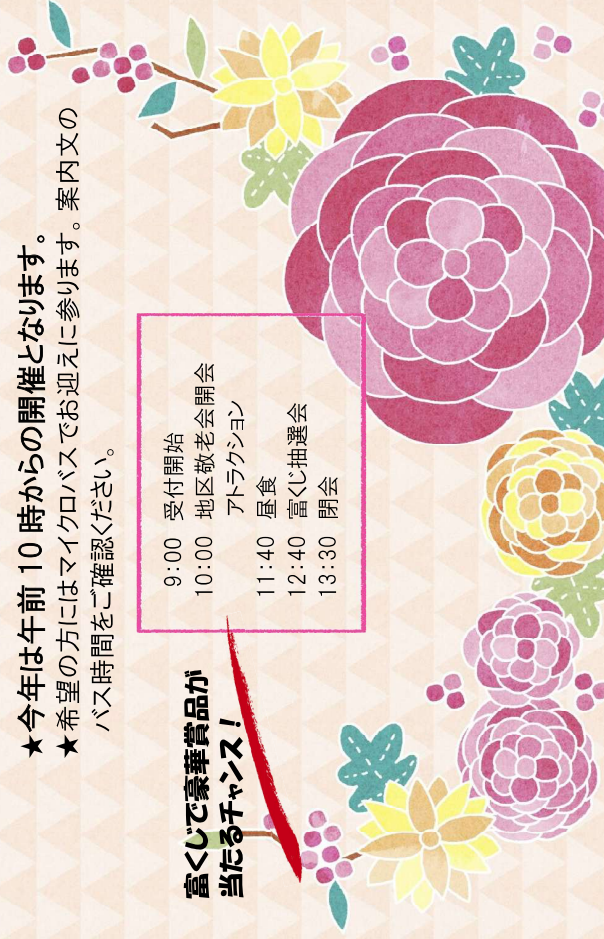 ★今年は午前 10 時からの開催となります。
★希望の方にはマイクロバスでお迎えに参ります。案内文の
バス時間をご確認ください。
9:00 受付開始
10:00 地区敬老会開会
アトラクション
11:40 昼食
12:40 富くじ抽選会
13:30 閉会
富くじで豪華賞品が
当たるチャンス！